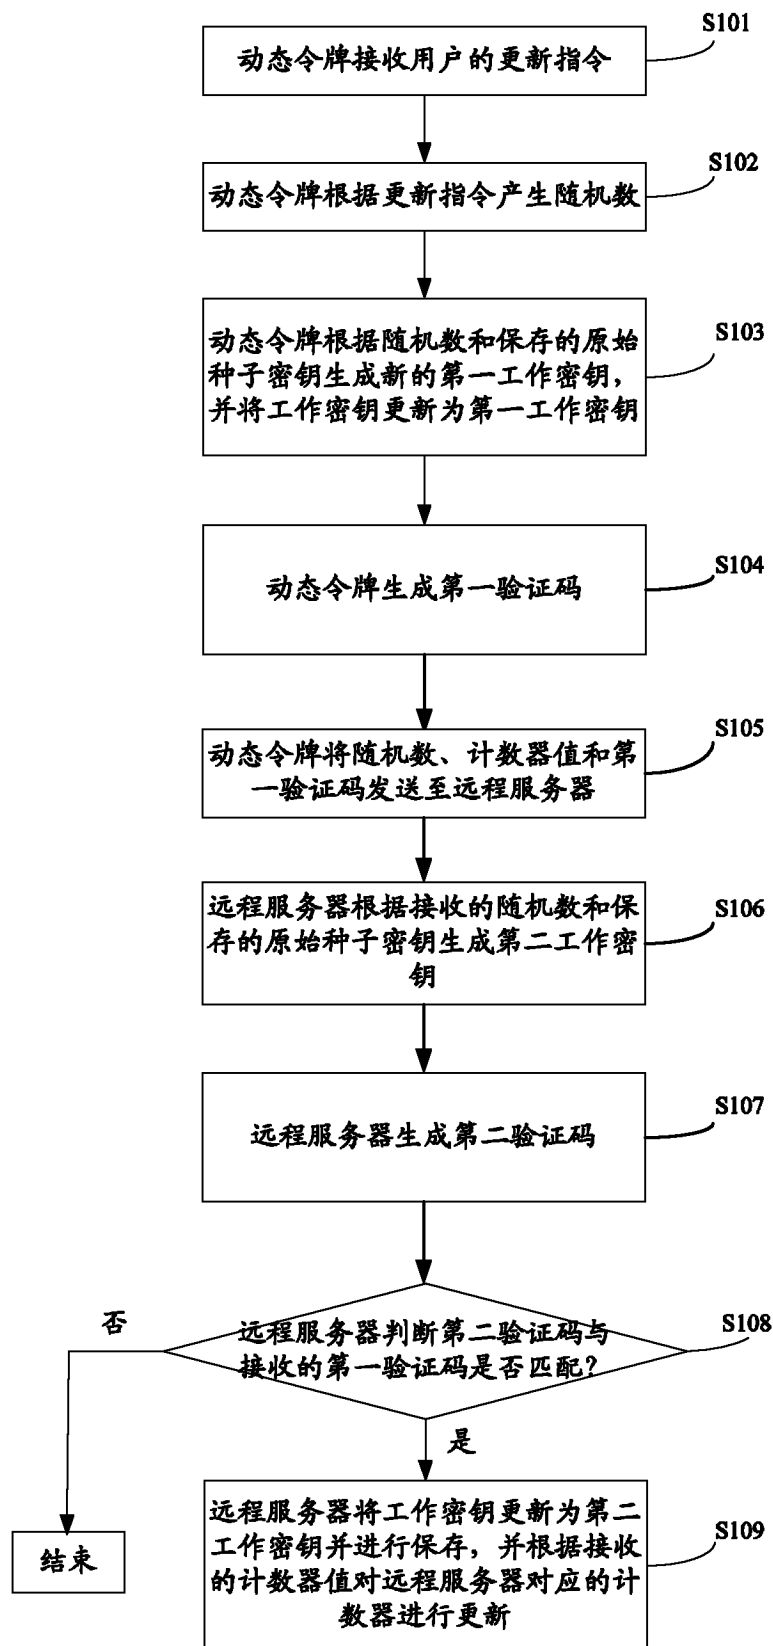 S101
动态令牌接收用户的更新指令
S102
动态令牌根据更新指令产生随机数
S103
动态令牌根据随机数和保存的原始
种子密钥生成新的第一工作密钥，
并将工作密钥更新为第一工作密钥
S104
动态令牌生成第一验证码
S105
动态令牌将随机数、计数器值和第
一验证码发送至远程服务器
S106
远程服务器根据接收的随机数和保
存的原始种子密钥生成第二工作密
钥
S107
远程服务器生成第二验证码
S108
远程服务器判断第二验证码与
接收的第一验证码是否匹配？
否
是
S109
远程服务器将工作密钥更新为第二
工作密钥并进行保存，并根据接收
的计数器值对远程服务器对应的计
数器进行更新
结束